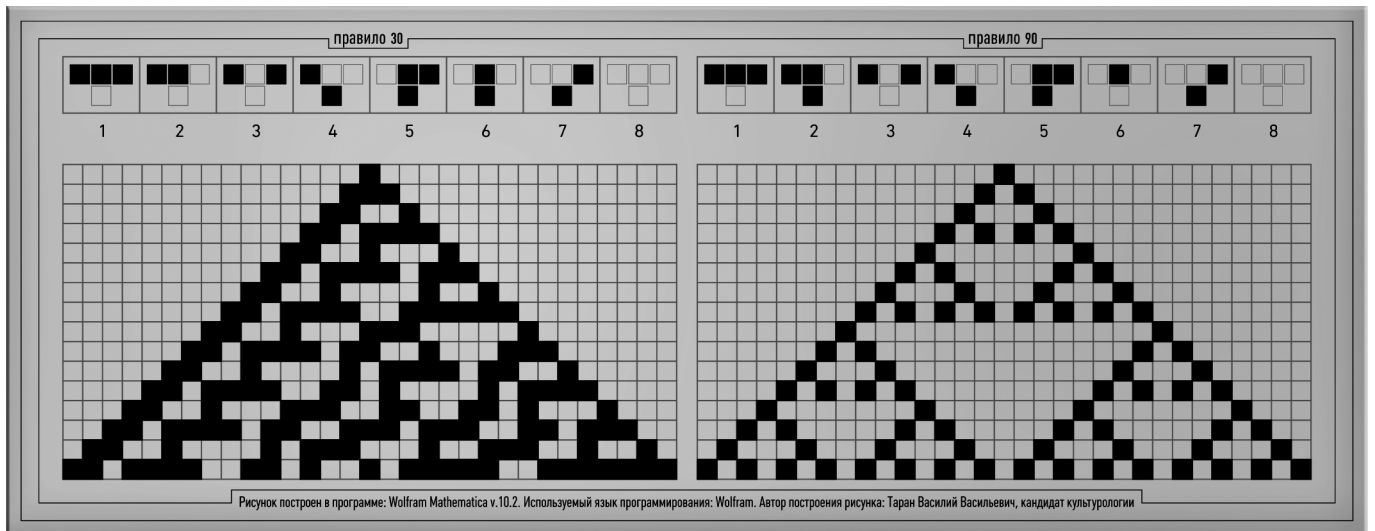 правило 30
правило 90
1 2 3 4 5 6 7 8
1 2 3 4 5 6 7 8
Рисунок построен в программе: Wolfram Mathematica v.10.2. Используемый язык программирования: Wolfram. Автор построения рисунка: Таран Василий Васильевич, кандидат культурологии